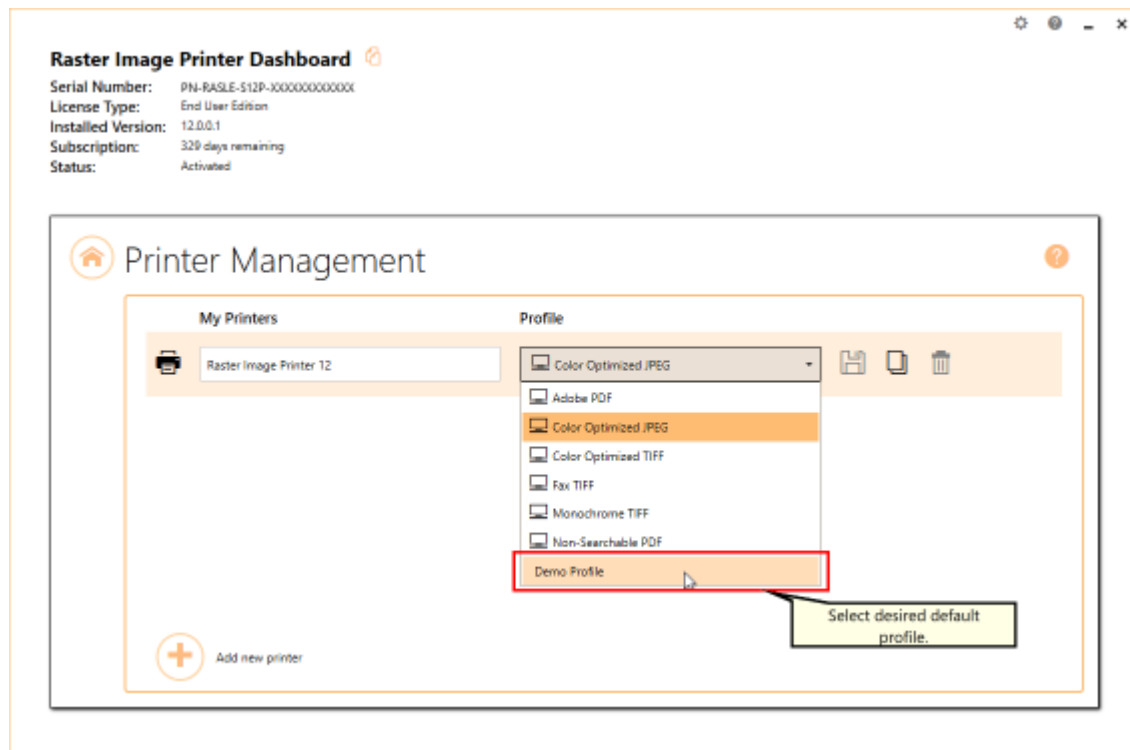 Raster Image Printer Dashboard
Serial Number: PN-RASLE-S12P-XXXXXXXXXXXX
License Type: End User Edition
Installed Version: 12.0.0.1
Subscription: 329 days remaining
Status: Activated
Printer Management
My Printers Profile
Raster Image Printer 12 Color Optimized JPEG
Adobe PDF
Color Optimized JPEG
Color Optimized TIFF
Fax TIFF
Monochrome TIFF
Non-Searchable PDF
Demo Profile
Select desired default
profile.
Add new printer